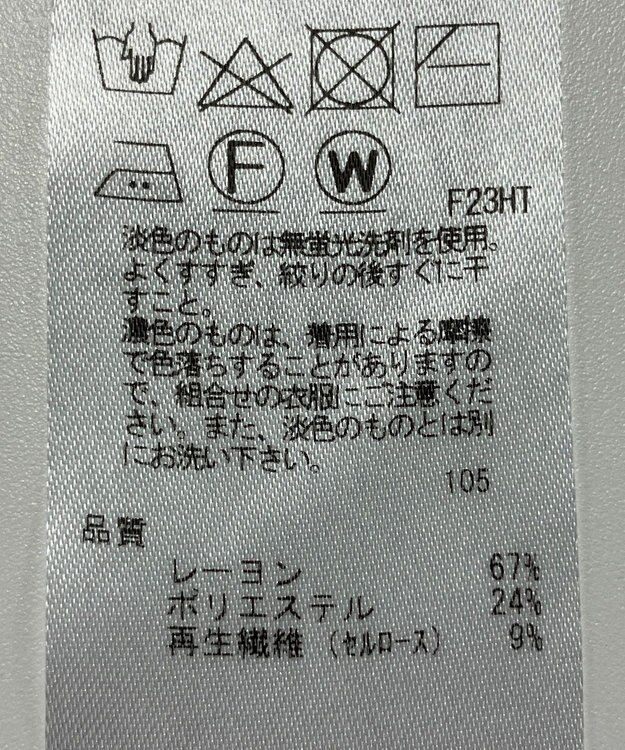 F W
F23HT
淡色のものは無蛍光洗剤を使用。
よくすすぎ、絞りの後すぐに干
すこと。
濃色のものは、着用による摩擦
で色落ちすることがありますの
で、組合せの衣服にご注意くだ
さい。また、淡色のものとは別
にお洗い下さい。
105
品質
レーヨン 67%
ポリエステル 24%
再生繊維（セルロース） 9%